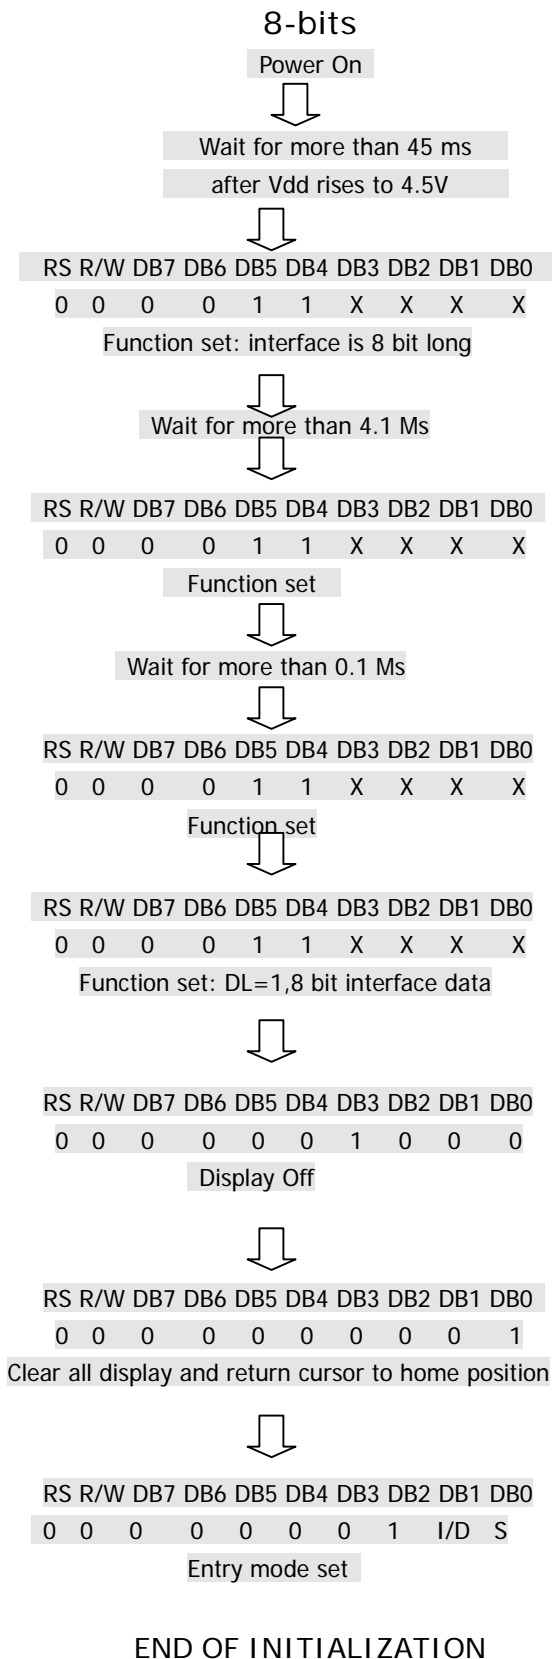 8-bits
Power On
Wait for more than 45 ms
after Vdd rises to 4.5V
RS R/W DB7 DB6 DB5 DB4 DB3 DB2 DB1 DB0
0 0 0 0 1 1 X X X X
Function set: interface is 8 bit long
Wait for more than 4.1 Ms
RS R/W DB7 DB6 DB5 DB4 DB3 DB2 DB1 DB0
0 0 0 0 1 1 X X X X
Function set
Wait for more than 0.1 Ms
RS R/W DB7 DB6 DB5 DB4 DB3 DB2 DB1 DB0
0 0 0 0 1 1 X X X X
Function set
RS R/W DB7 DB6 DB5 DB4 DB3 DB2 DB1 DB0
0 0 0 0 1 1 X X X X
Function set: DL=1,8 bit interface data
RS R/W DB7 DB6 DB5 DB4 DB3 DB2 DB1 DB0
0 0 0 0 0 0 1 0 0 0
Display Off
RS R/W DB7 DB6 DB5 DB4 DB3 DB2 DB1 DB0
0 0 0 0 0 0 0 0 0 1
Clear all display and return cursor to home position
RS R/W DB7 DB6 DB5 DB4 DB3 DB2 DB1 DB0
0 0 0 0 0 0 0 1 I/D S
Entry mode set
END OF INITIALIZATION